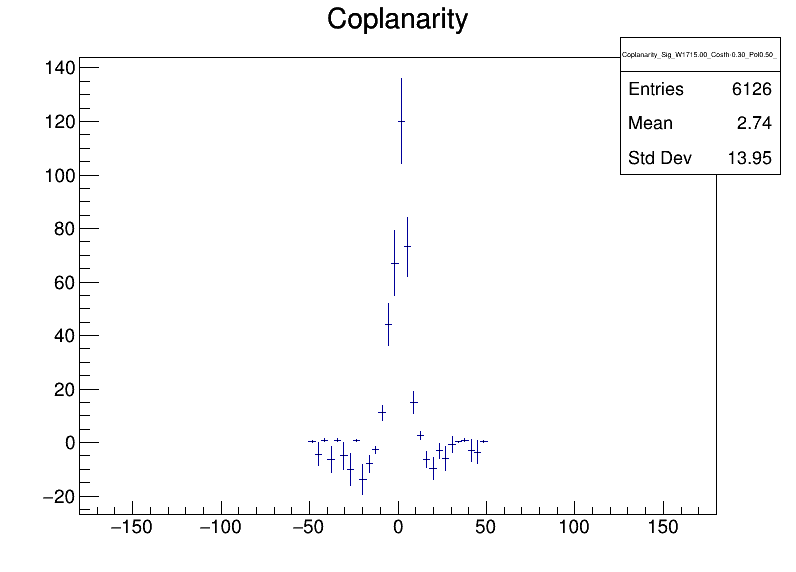 Coplanarity
Coplanarity_Sig_W1715.00_Costh-0.30_Pol0.50_
Entries 6126
Mean 2.74
Std Dev 13.95
140
120
100
80
60
40
20
0
−20
−150 −100 −50 0 50 100 150